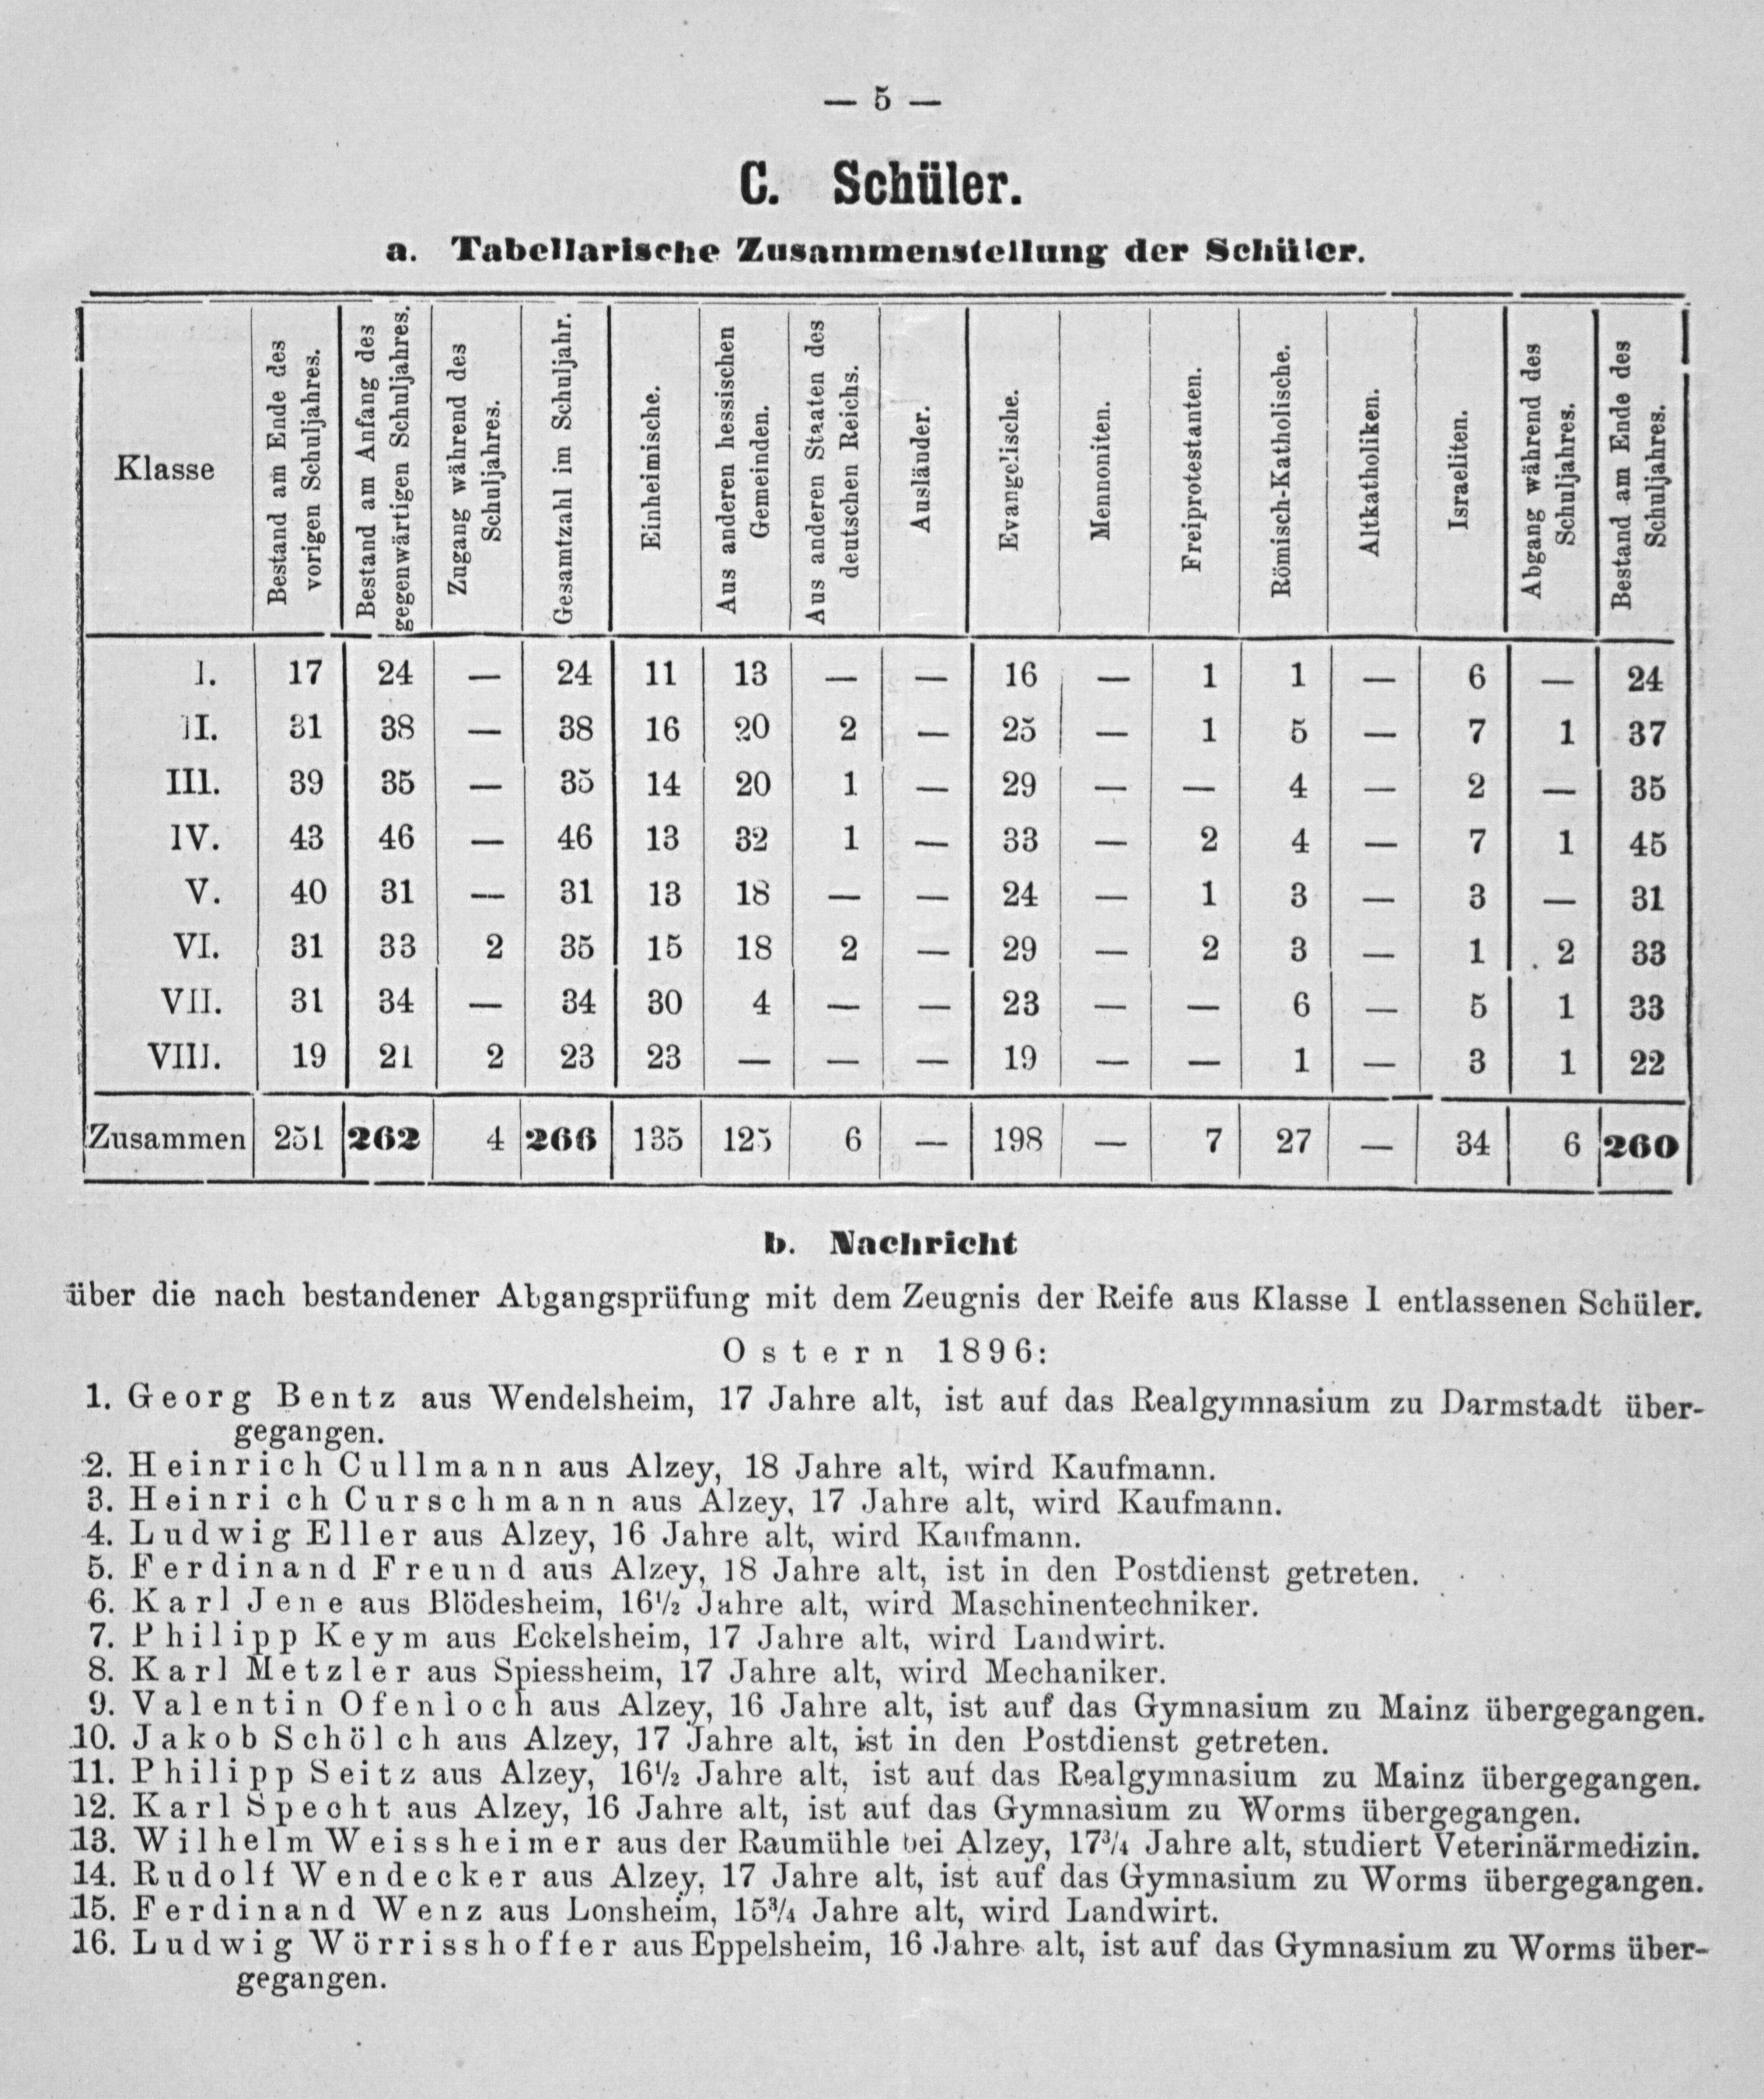 — 5 —
C. Schüler.
a. Tabellarische Zusammenstellung der Schüler.
Klasse | Bestand am Ende des vorigen Schuljahres. | Bestand am Anfang des gegenwärtigen Schuljahres. | Zugang während des Schuljahres. | Gesamtzahl im Schuljahr. | Einheimische. | Aus anderen hessischen Gemeinden. | Aus anderen Staaten des deutschen Reichs. | Ausländer. | Evangelische. | Mennoniten. | Freiprotestanten. | Römisch-Katholische. | Altkatholiken. | Israeliten. | Abgang während des Schuljahres. | Bestand am Ende des Schuljahres.
I. 17 24 — 24 11 13 — — 16 — 1 1 — 6 — 24
II. 31 38 — 38 16 20 2 — 25 — 1 5 — 7 1 37
III. 39 35 — 35 14 20 1 — 29 — — 4 — 2 — 35
IV. 43 46 — 46 13 32 1 — 33 — 2 4 — 7 1 45
V. 40 31 — 31 13 18 — — 24 — 1 3 — 3 — 31
VI. 31 33 2 35 15 18 2 — 29 — 2 3 — 1 2 33
VII. 31 34 — 34 30 4 — — 23 — — 6 — 5 1 33
VIII. 19 21 2 23 23 — — — 19 — — 1 — 3 1 22
Zusammen 251 262 4 266 135 125 6 — 198 — 7 27 — 34 6 260
b. Nachricht
über die nach bestandener Abgangsprüfung mit dem Zeugnis der Reife aus Klasse I entlassenen Schüler.
Ostern 1896:
1. Georg Bentz aus Wendelsheim, 17 Jahre alt, ist auf das Realgymnasium zu Darmstadt über-
gegangen.
2. Heinrich Cullmann aus Alzey, 18 Jahre alt, wird Kaufmann.
3. Heinrich Curschmann aus Alzey, 17 Jahre alt, wird Kaufmann.
4. Ludwig Eller aus Alzey, 16 Jahre alt, wird Kaufmann.
5. Ferdinand Freund aus Alzey, 18 Jahre alt, ist in den Postdienst getreten.
6. Karl Jene aus Blödesheim, 16½ Jahre alt, wird Maschinentechniker.
7. Philipp Keym aus Eckelsheim, 17 Jahre alt, wird Landwirt.
8. Karl Metzler aus Spiessheim, 17 Jahre alt, wird Mechaniker.
9. Valentin Ofenloch aus Alzey, 16 Jahre alt, ist auf das Gymnasium zu Mainz übergegangen.
10. Jakob Schölch aus Alzey, 17 Jahre alt, ist in den Postdienst getreten.
11. Philipp Seitz aus Alzey, 16½ Jahre alt, ist auf das Realgymnasium zu Mainz übergegangen.
12. Karl Specht aus Alzey, 16 Jahre alt, ist auf das Gymnasium zu Worms übergegangen.
13. Wilhelm Weissheimer aus der Raumühle bei Alzey, 17¾ Jahre alt, studiert Veterinärmedizin.
14. Rudolf Wendecker aus Alzey, 17 Jahre alt, ist auf das Gymnasium zu Worms übergegangen.
15. Ferdinand Wenz aus Lonsheim, 15¾ Jahre alt, wird Landwirt.
16. Ludwig Wörrisshoffer aus Eppelsheim, 16 Jahre alt, ist auf das Gymnasium zu Worms über-
gegangen.